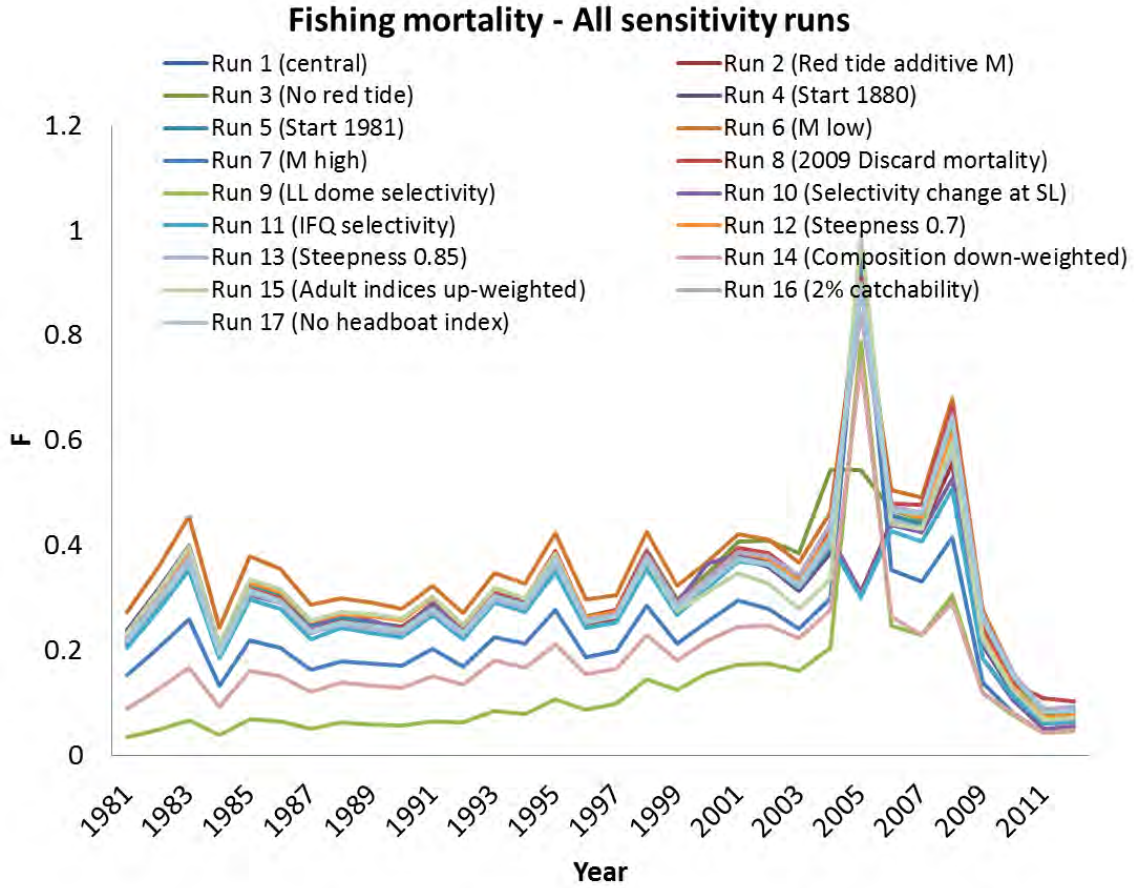 Fishing mortality - All sensitivity runs
Run 1 (central) Run 2 (Red tide additive M)
Run 3 (No red tide) Run 4 (Start 1880)
Run 5 (Start 1981) Run 6 (M low)
Run 7 (M high) Run 8 (2009 Discard mortality)
Run 9 (LL dome selectivity) Run 10 (Selectivity change at SL)
Run 11 (IFQ selectivity) Run 12 (Steepness 0.7)
Run 13 (Steepness 0.85) Run 14 (Composition down-weighted)
Run 15 (Adult indices up-weighted) Run 16 (2% catchability)
Run 17 (No headboat index)
1.2
1
0.8
0.6
0.4
0.2
0
F
1981 1983 1985 1987 1989 1991 1993 1995 1997 1999 2001 2003 2005 2007 2009 2011
Year